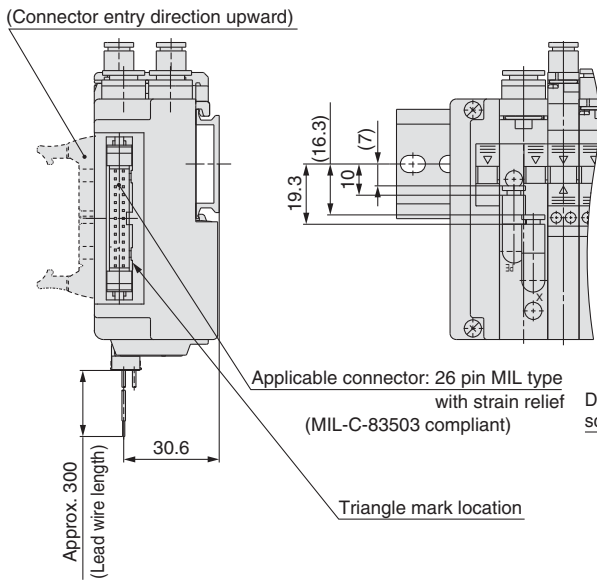 (Connector entry direction upward)
(16.3)
(7)
19.3
10
PE
X
Applicable connector: 26 pin MIL type
with strain relief
(MIL-C-83503 compliant)
D
30.6
Approx. 300
(Lead wire length)
Triangle mark location